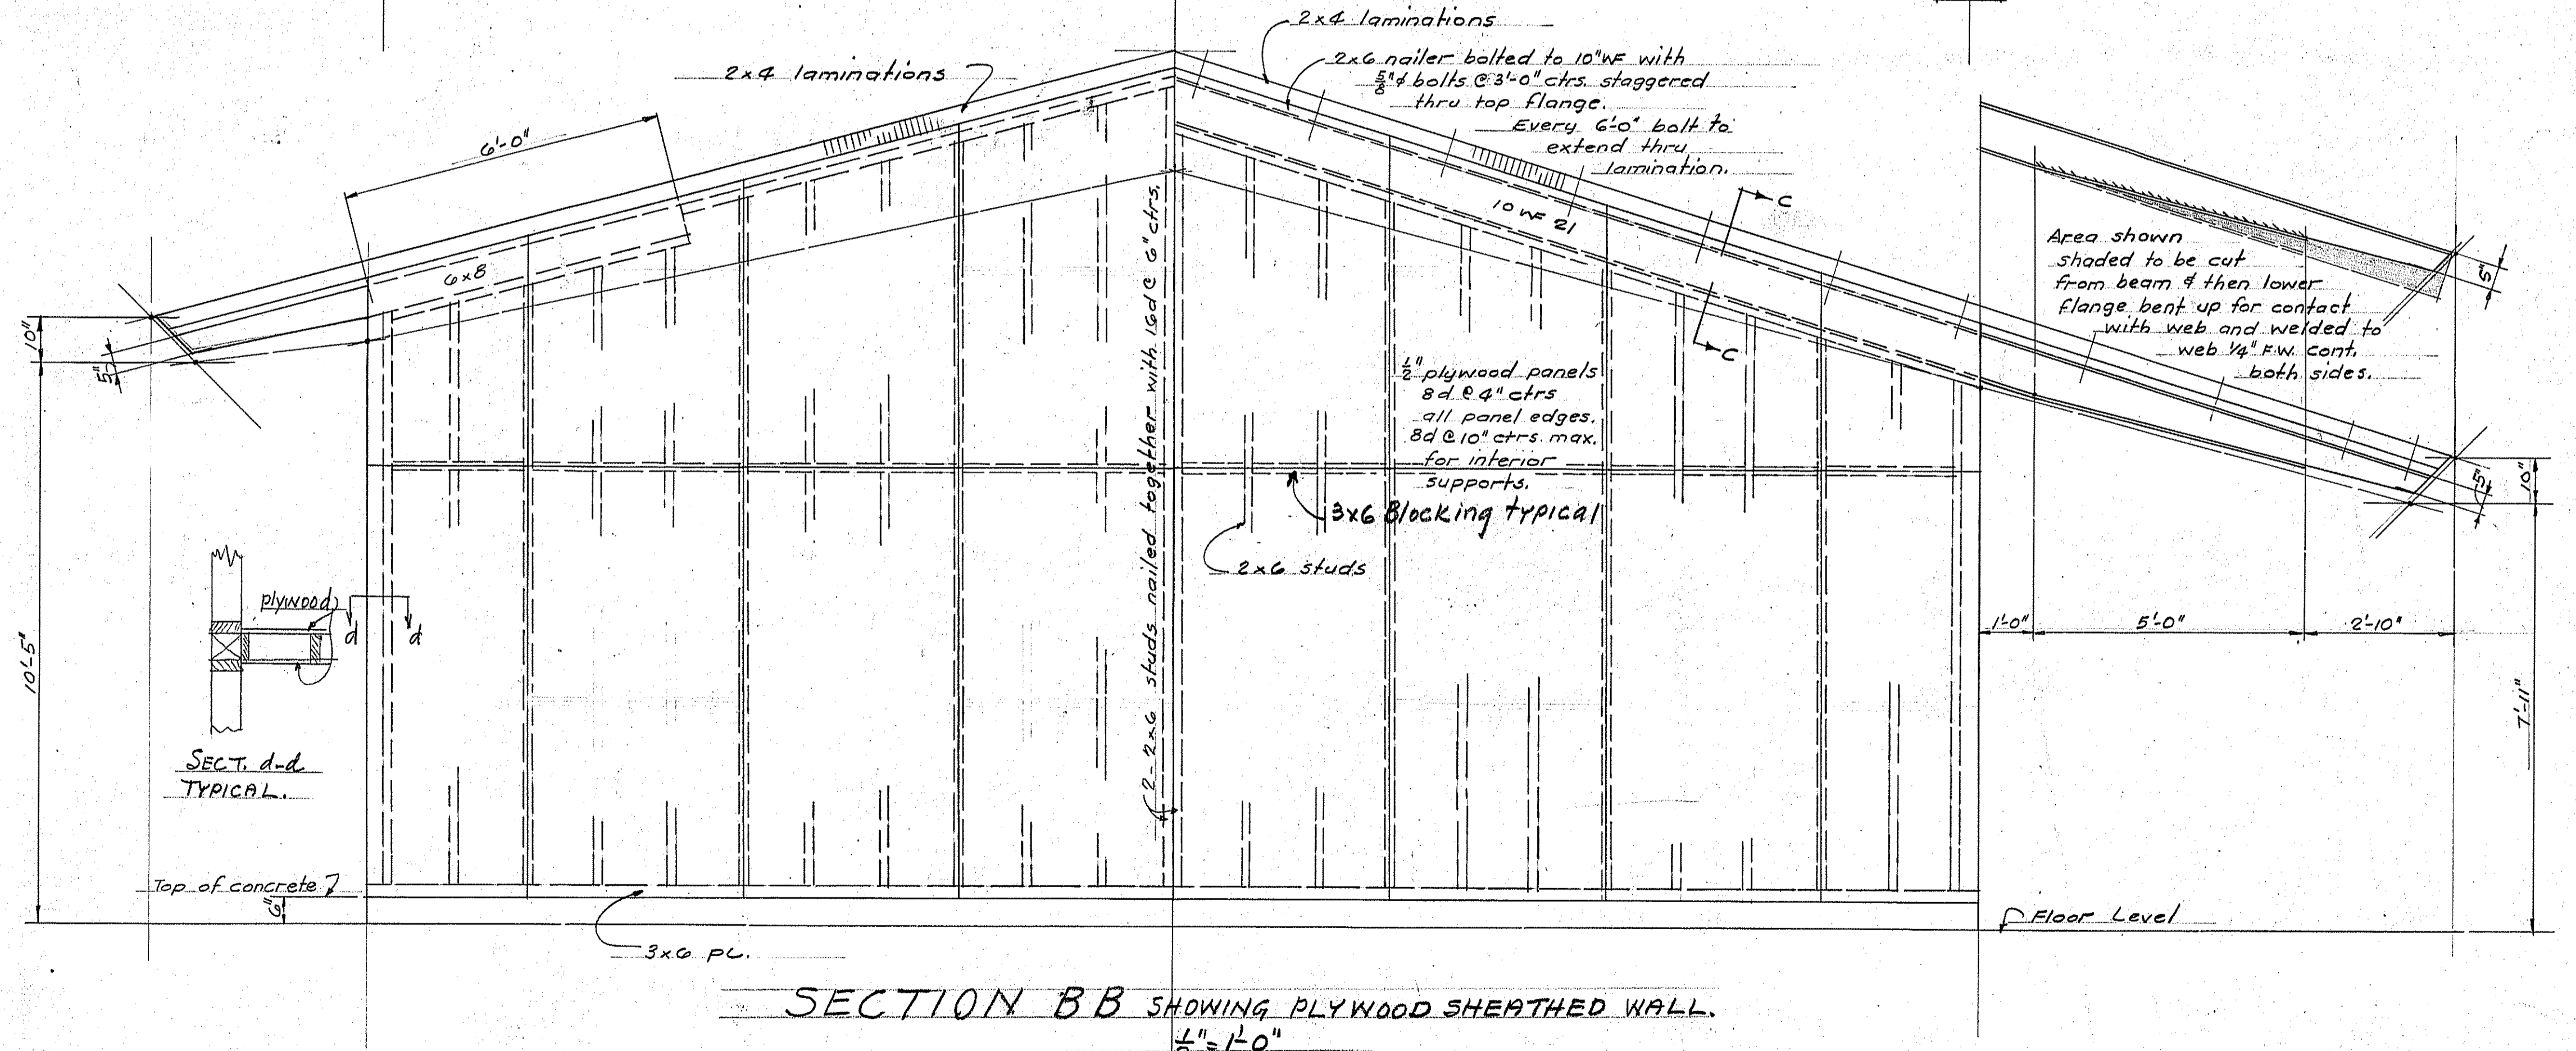 2x4 laminations
2x4 laminations
2x6 nailer bolted to 10"WF with
5/8"ϕ bolts @ 3'-0" ctrs. staggered
thru top flange.
Every 6'-0" bolt to
extend thru
lamination.
6'-0"
6x8
10 WF 21
C
C
Area shown
shaded to be cut
from beam & then lower
flange bent up for contact
with web and welded to
web 1/4" F.W. cont.
both sides.
5"
10"
5"
1/2" plywood panels
8d @ 4" ctrs
all panel edges.
8d @ 10" ctrs. max.
for interior
supports.
3x6 Blocking typical
2x6 studs
2-2x6 studs nailed together with 16d @ 6" ctrs.
5"
10"
plywood
d
d
SECT. d-d
TYPICAL.
10'-5"
1'-0"
5'-0"
2'-10"
7'-11"
Top of concrete
6"
3x6 PL.
Floor Level
SECTION BB SHOWING PLYWOOD SHEATHED WALL.
1/2" = 1'-0"